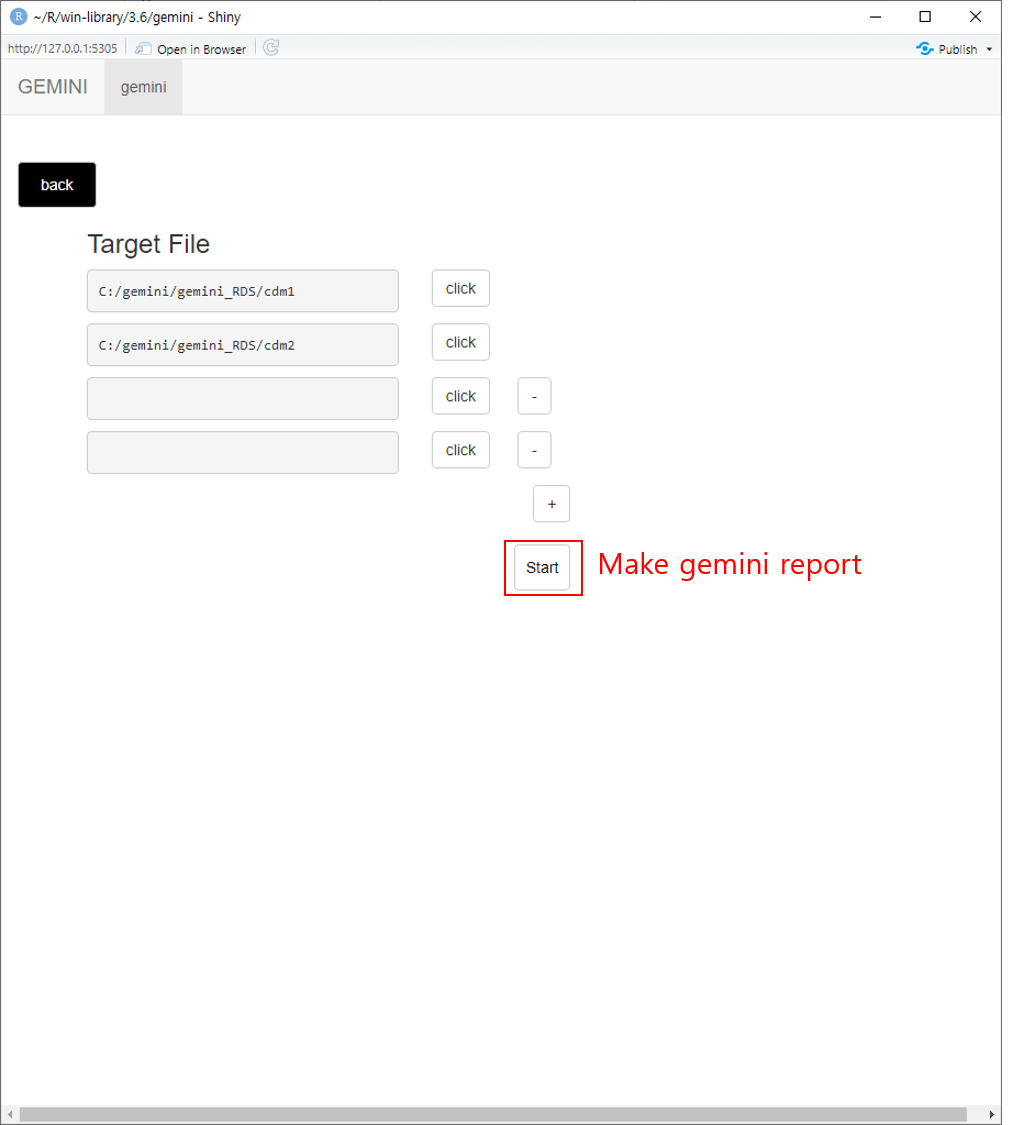 ~/R/win-library/3.6/gemini - Shiny
http://127.0.0.1:5305 Open in Browser Publish
GEMINI gemini
back
Target File
C:/gemini/gemini_RDS/cdm1 click
C:/gemini/gemini_RDS/cdm2 click
click -
click -
+
Start Make gemini report